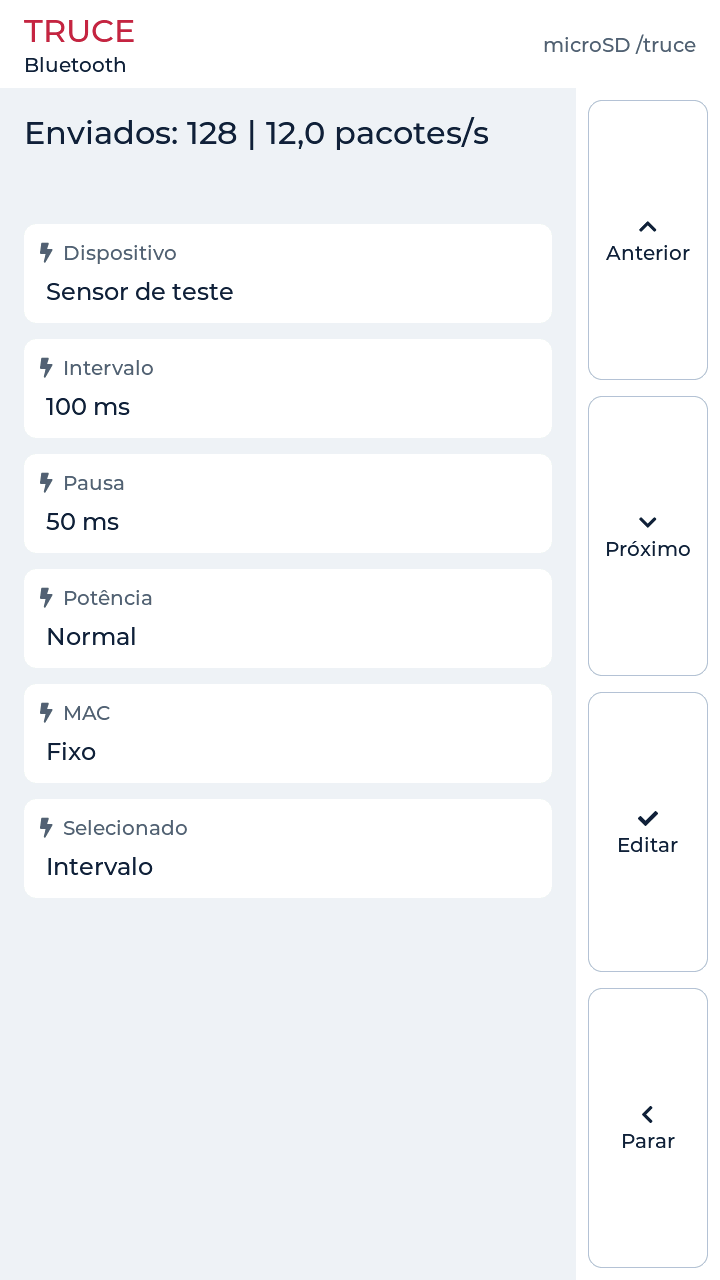 TRUCE
Bluetooth
microSD /truce
Enviados: 128 | 12,0 pacotes/s
Dispositivo
Sensor de teste
Intervalo
100 ms
Pausa
50 ms
Potência
Normal
MAC
Fixo
Selecionado
Intervalo
Anterior
Próximo
Editar
Parar